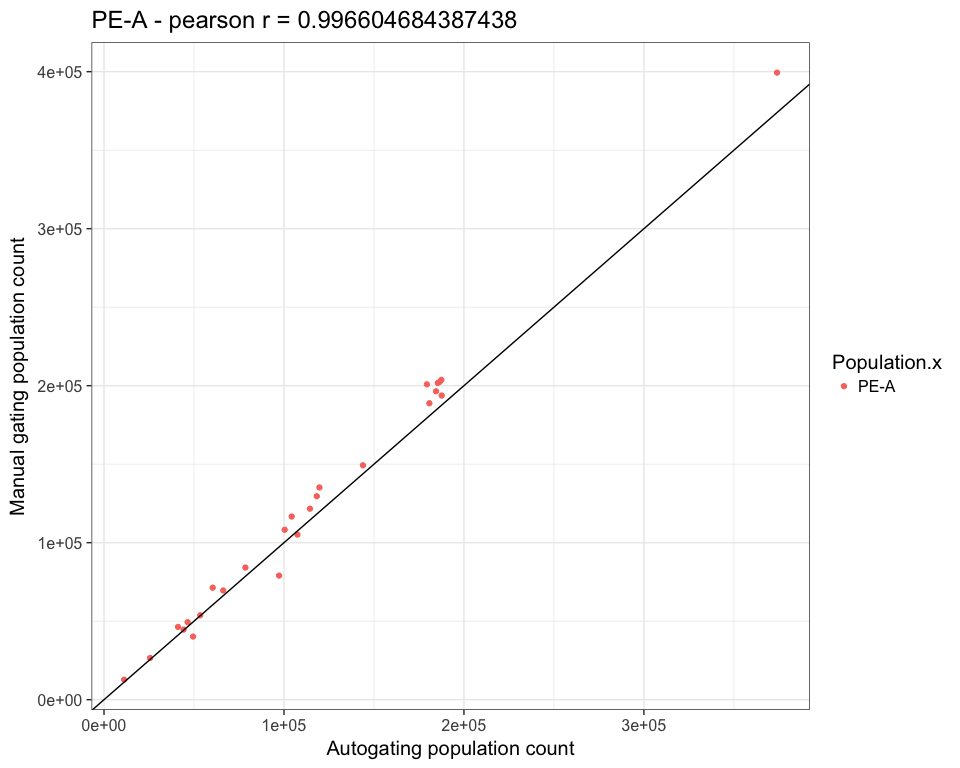 PE-A - pearson r = 0.996604684387438
4e+05
3e+05
2e+05
1e+05
0e+00
Manual gating population count
0e+00
1e+05
2e+05
3e+05
Autogating population count
Population.x
PE-A